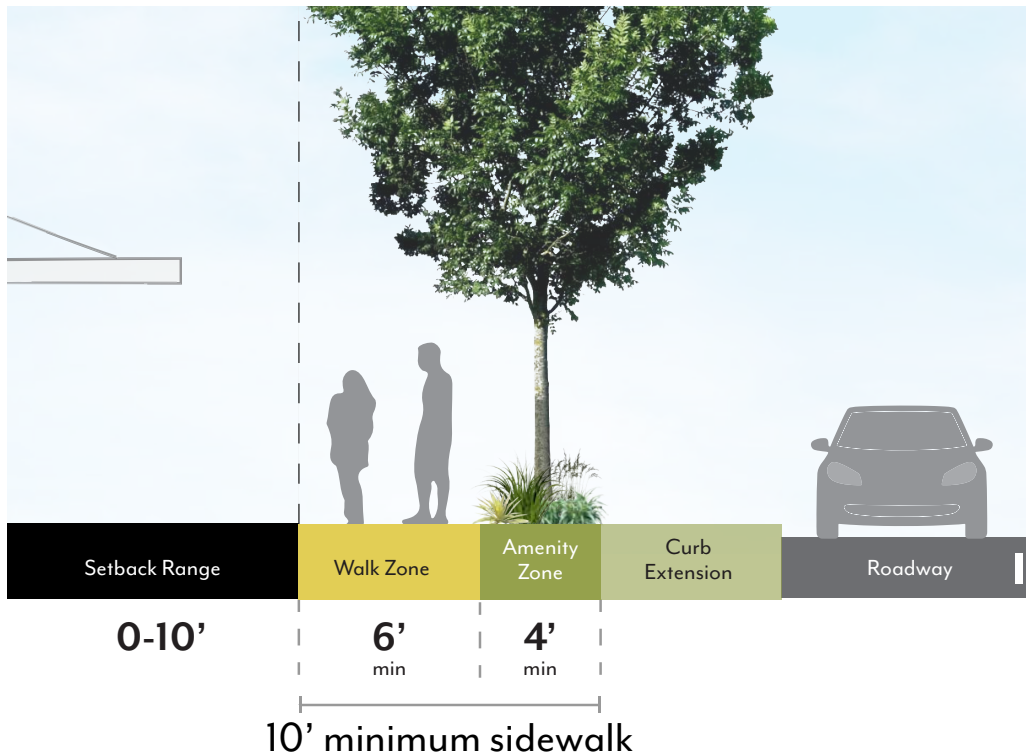 Setback Range
Walk Zone
Amenity
Zone
Curb
Extension
Roadway
0-10’
6’
min
4’
min
10’ minimum sidewalk